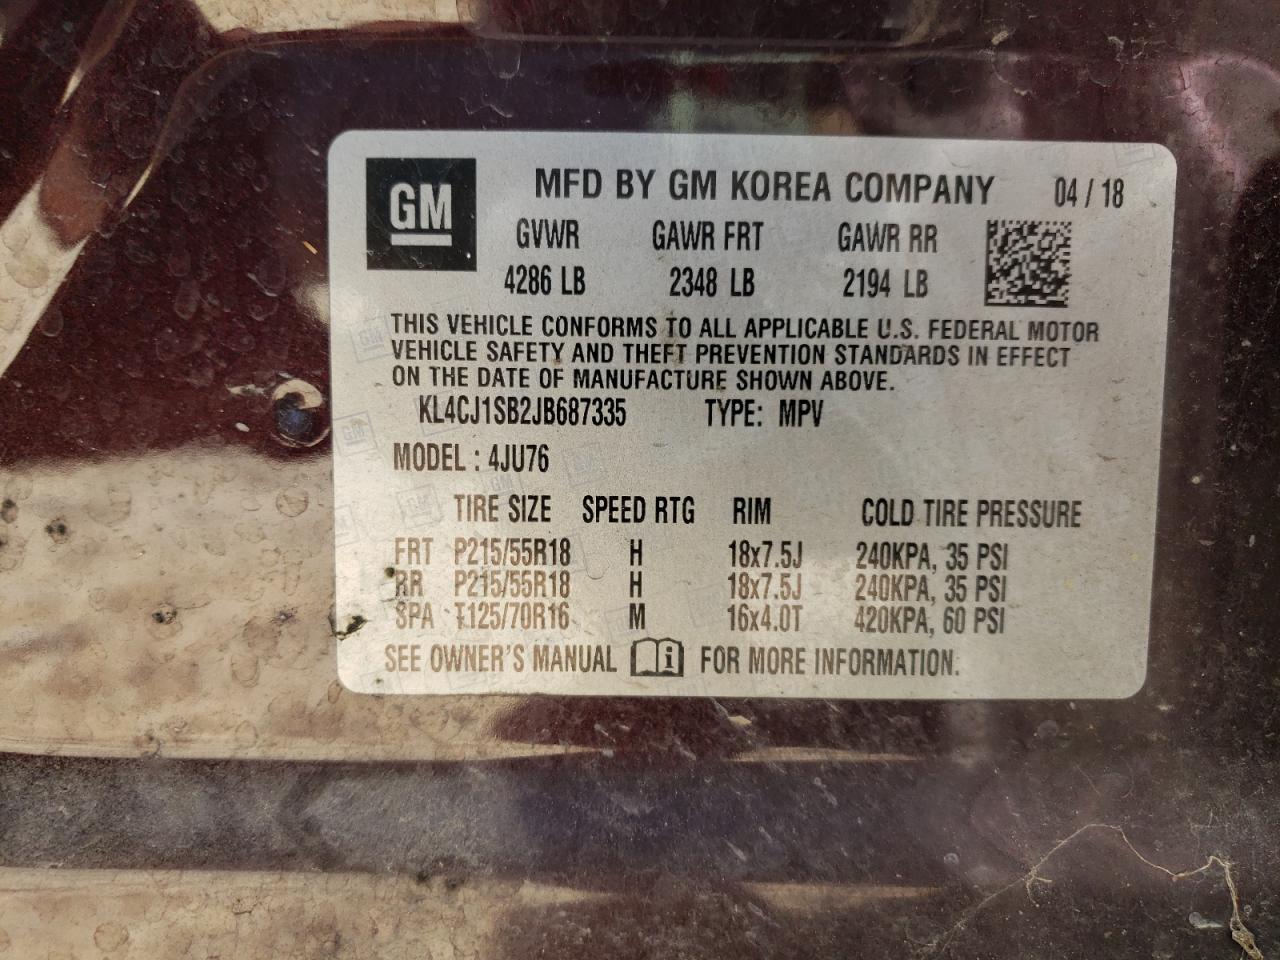 GM
MFD BY GM KOREA COMPANY 04 / 18
GVWR GAWR FRT GAWR RR
4286 LB 2348 LB 2194 LB
THIS VEHICLE CONFORMS TO ALL APPLICABLE U.S. FEDERAL MOTOR
VEHICLE SAFETY AND THEFT PREVENTION STANDARDS IN EFFECT
ON THE DATE OF MANUFACTURE SHOWN ABOVE.
KL4CJ1SB2JB687335 TYPE: MPV
MODEL : 4JU76
TIRE SIZE SPEED RTG RIM COLD TIRE PRESSURE
FRT P215/55R18 H 18x7.5J 240KPA, 35 PSI
RR P215/55R18 H 18x7.5J 240KPA, 35 PSI
SPA T125/70R16 M 16x4.0T 420KPA, 60 PSI
SEE OWNER'S MANUAL i FOR MORE INFORMATION.